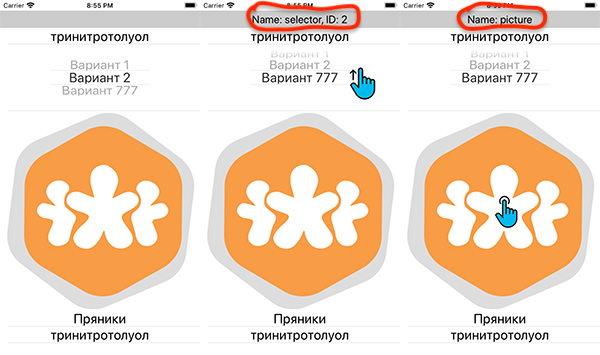 Carrier 8:55 PM
тринитротолуол
Вариант 1
Вариант 2
Вариант 777
Пряники
тринитротолуол
Carrier 8:55 PM
Name: selector, ID: 2
тринитротолуол
Вариант 1
Вариант 2
Вариант 777
Пряники
тринитротолуол
Carrier 8:55 PM
Name: picture
тринитротолуол
Вариант 1
Вариант 2
Вариант 777
Пряники
тринитротолуол